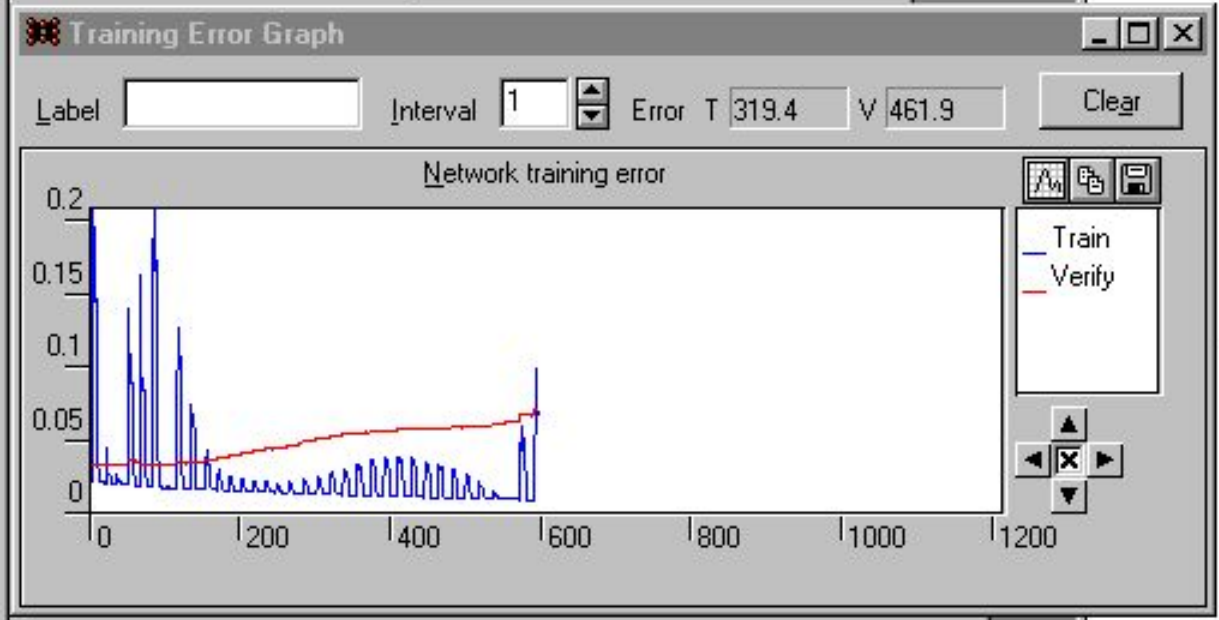 Training Error Graph
Label Interval 1 Error T 319.4 V 461.9 Clear
Network training error
0.2
0.15
0.1
0.05
0
0 200 400 600 800 1000 1200
Train
Verify